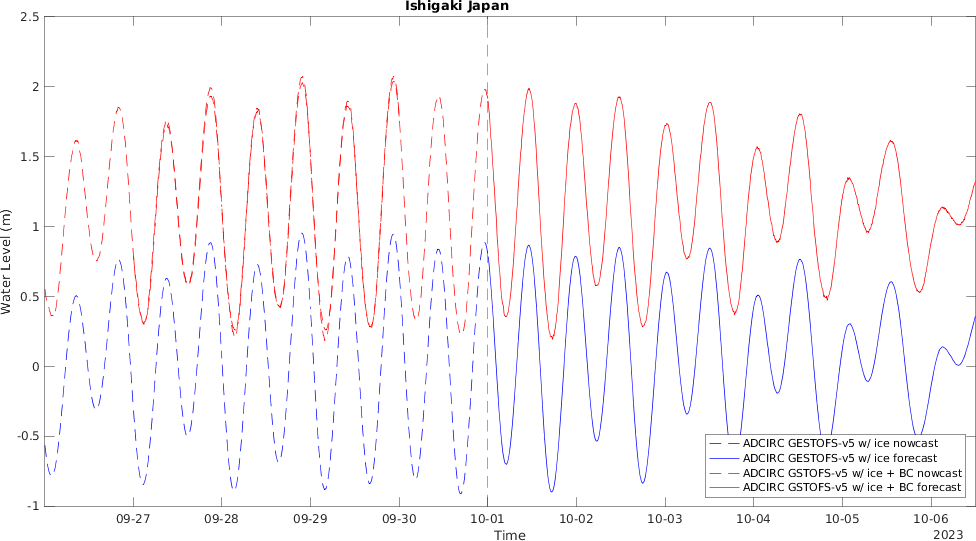 Ishigaki Japan
2.5
2
1.5
1
0.5
0
-0.5
-1
Water Level (m)
ADCIRC GESTOFS-v5 w/ ice nowcast
ADCIRC GESTOFS-v5 w/ ice forecast
ADCIRC GSTOFS-v5 w/ ice + BC nowcast
ADCIRC GSTOFS-v5 w/ ice + BC forecast
09-27 09-28 09-29 09-30 10-01 10-02 10-03 10-04 10-05 10-06
Time
2023